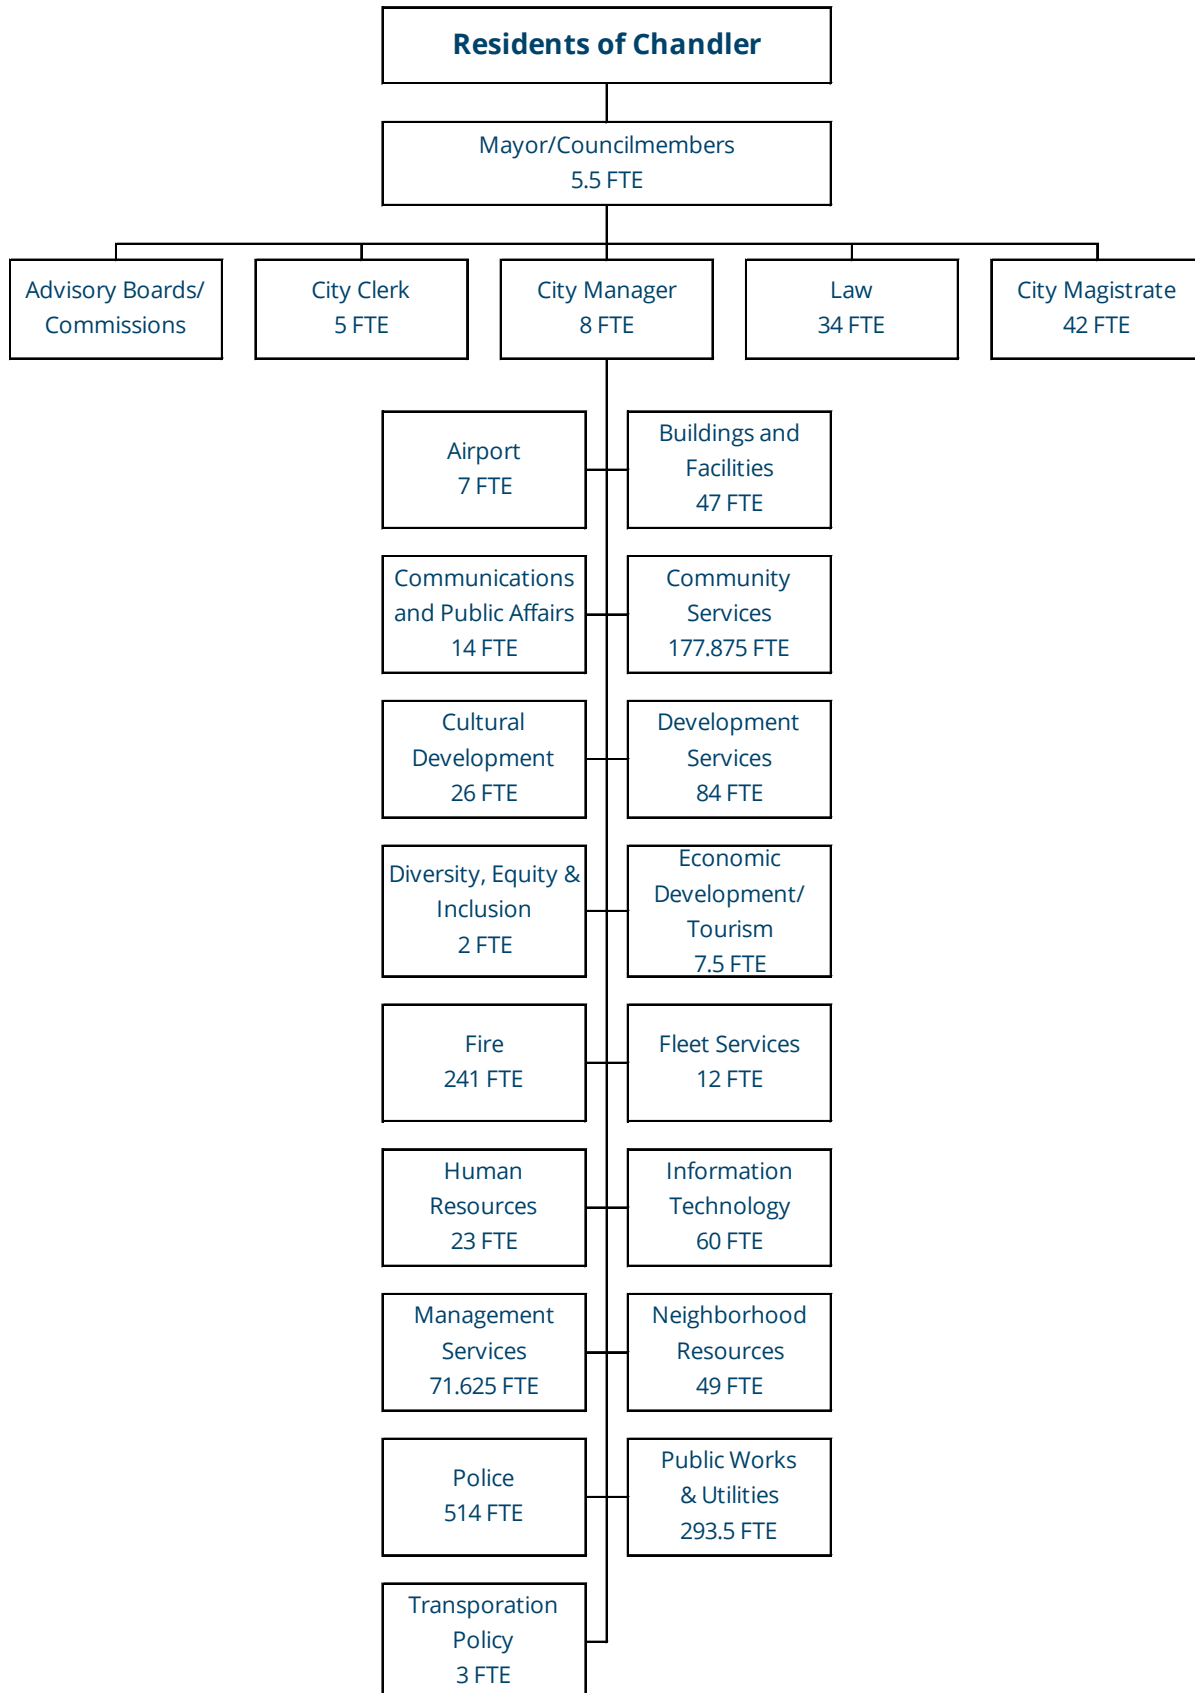 Residents of Chandler
Mayor/Councilmembers
5.5 FTE
Advisory Boards/
Commissions
City Clerk
5 FTE
City Manager
8 FTE
Law
34 FTE
City Magistrate
42 FTE
Airport
7 FTE
Buildings and
Facilities
47 FTE
Communications
and Public Affairs
14 FTE
Community
Services
177.875 FTE
Cultural
Development
26 FTE
Development
Services
84 FTE
Diversity, Equity &
Inclusion
2 FTE
Economic
Development/
Tourism
7.5 FTE
Fire
241 FTE
Fleet Services
12 FTE
Human
Resources
23 FTE
Information
Technology
60 FTE
Management
Services
71.625 FTE
Neighborhood
Resources
49 FTE
Police
514 FTE
Public Works
& Utilities
293.5 FTE
Transporation
Policy
3 FTE